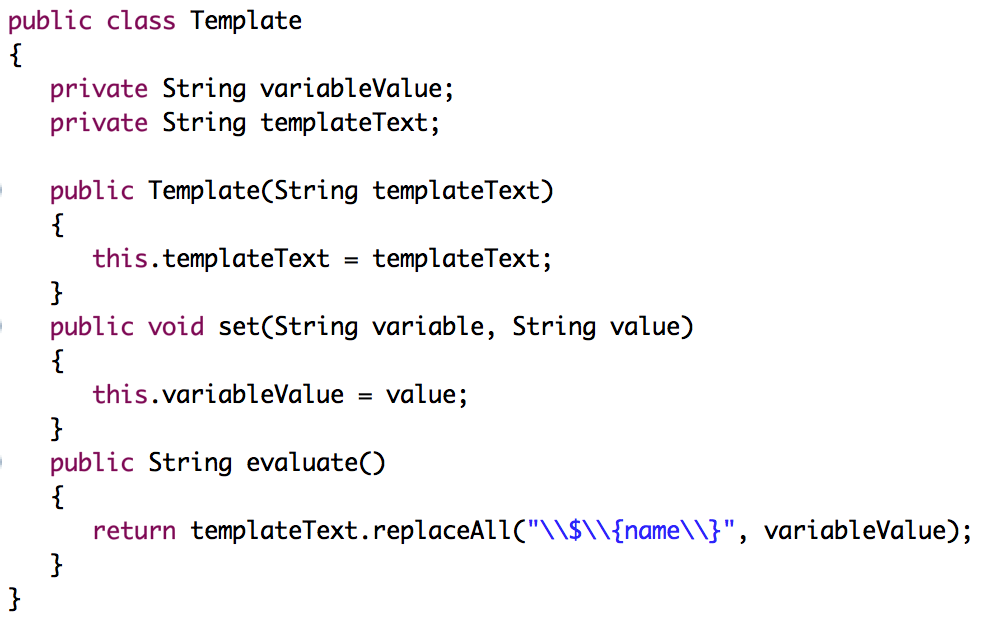 public class Template
{
   private String variableValue;
   private String templateText;

   public Template(String templateText)
   {
      this.templateText = templateText;
   }
   public void set(String variable, String value)
   {
      this.variableValue = value;
   }
   public String evaluate()
   {
      return templateText.replaceAll("\\$\\{name\\}", variableValue);
   }
}